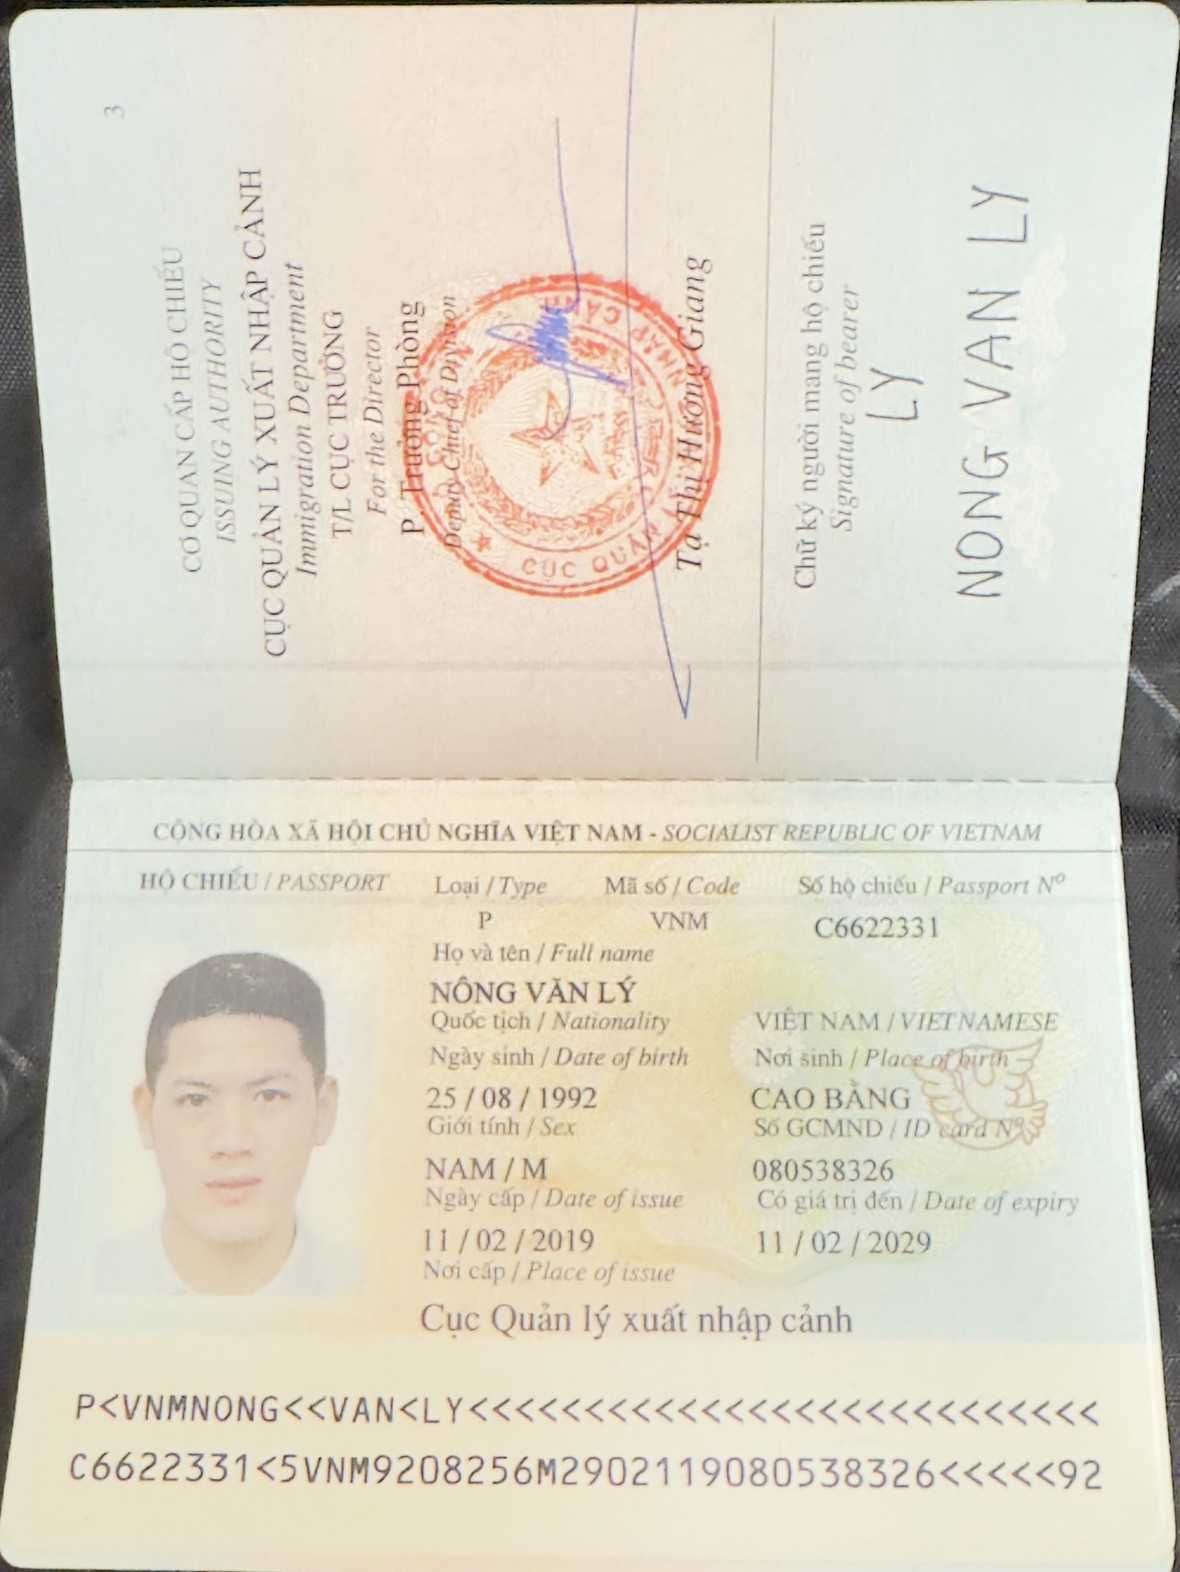 3
CƠ QUAN CẤP HỘ CHIẾU
ISSUING AUTHORITY
CỤC QUẢN LÝ XUẤT NHẬP CẢNH
Immigration Department
T/L CỤC TRƯỞNG
For the Director
P. Trưởng Phòng
Deputy Chief of Division
CỤC QUẢN
NHẬP CẢNH
Tạ Thị Hương Giang
Chữ ký người mang hộ chiếu
Signature of bearer
LY
NONG VAN LY
CỘNG HÒA XÃ HỘI CHỦ NGHĨA VIỆT NAM - SOCIALIST REPUBLIC OF VIETNAM
HỘ CHIẾU / PASSPORT Loại / Type Mã số / Code Số hộ chiếu / Passport Nº
P VNM C6622331
Họ và tên / Full name
NÔNG VĂN LÝ
Quốc tịch / Nationality VIỆT NAM / VIETNAMESE
Ngày sinh / Date of birth Nơi sinh / Place of birth
25 / 08 / 1992 CAO BẰNG
Giới tính / Sex Số GCMND / ID card Nº
NAM / M 080538326
Ngày cấp / Date of issue Có giá trị đến / Date of expiry
11 / 02 / 2019 11 / 02 / 2029
Nơi cấp / Place of issue
Cục Quản lý xuất nhập cảnh
P<VNMNONG<<VAN<LY<<<<<<<<<<<<<<<<<<<<<<<<<<<
C6622331<5VNM9208256M2902119080538326<<<<<92